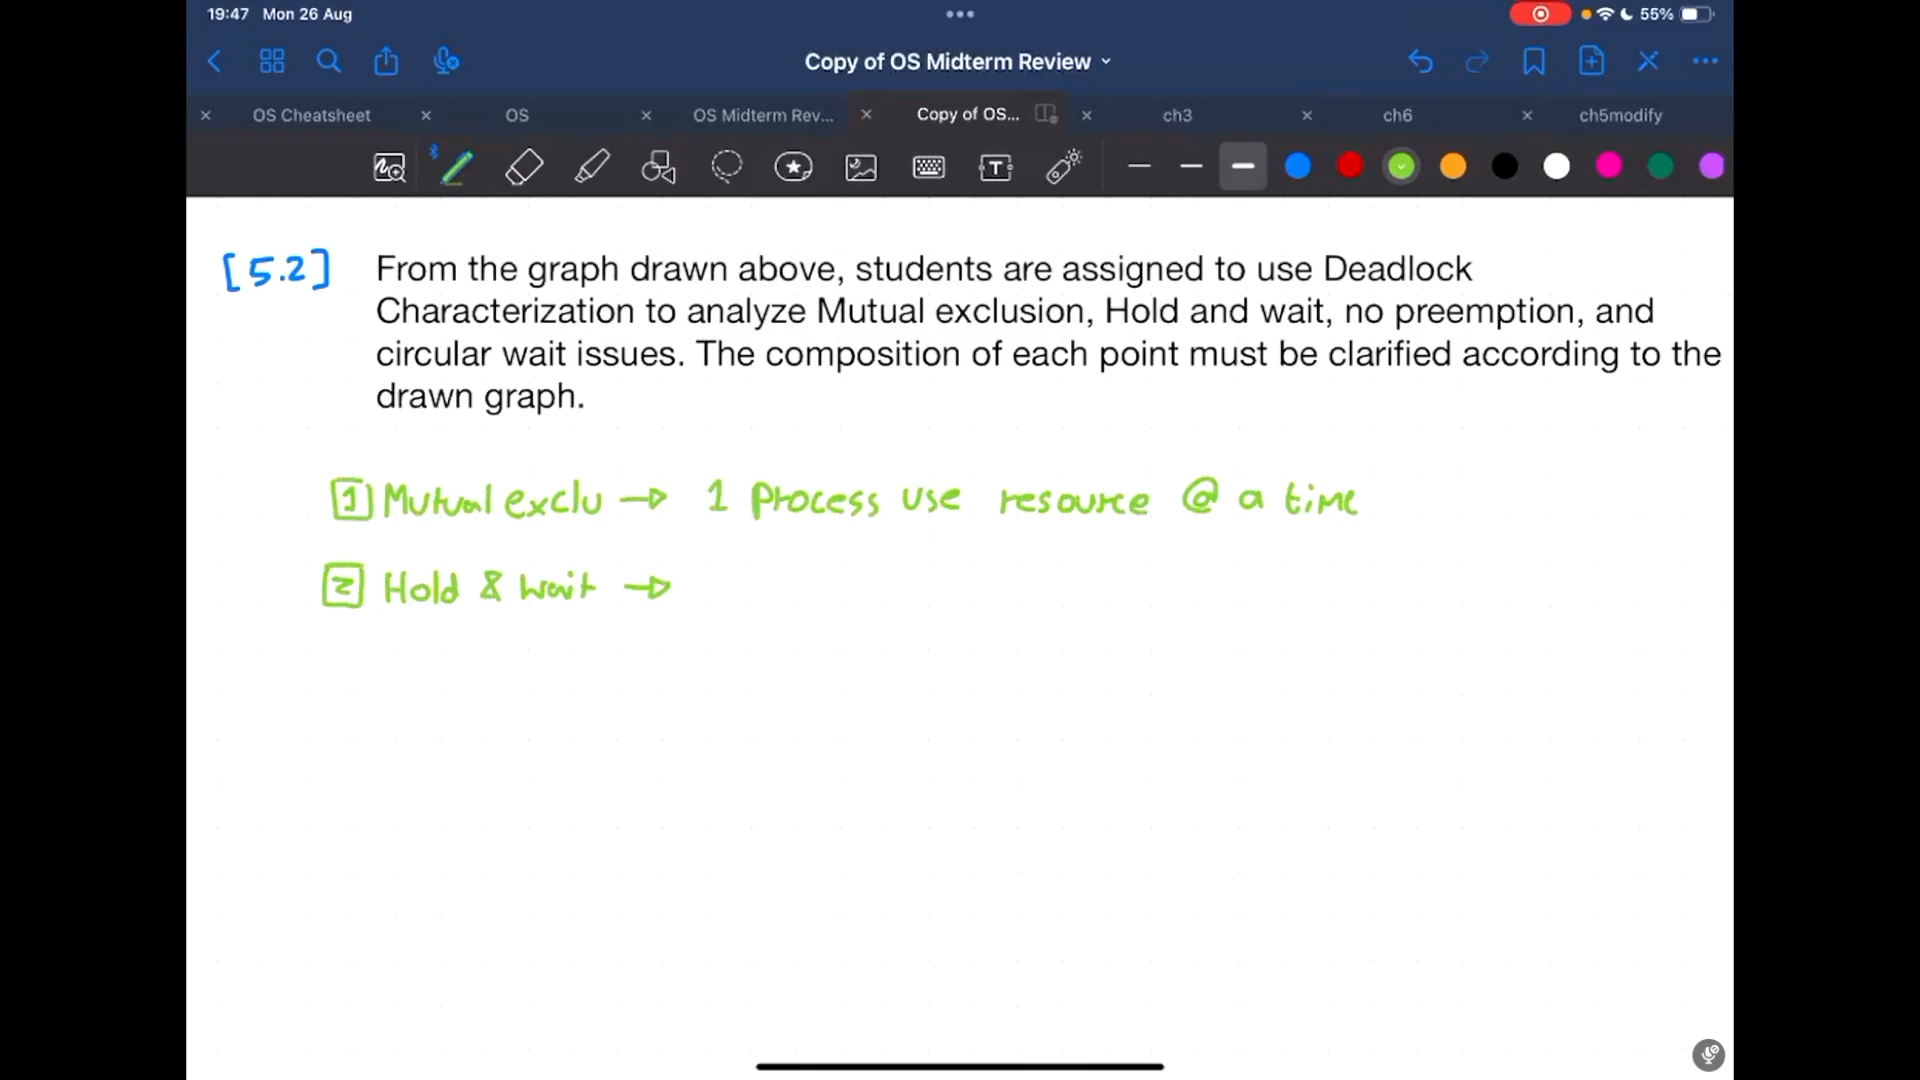 19:47 Mon 26 Aug
55%
Copy of OS Midterm Review
OS Cheatsheet OS OS Midterm Rev... Copy of OS... ch3 ch6 ch5modify
T
[5.2] From the graph drawn above, students are assigned to use Deadlock
Characterization to analyze Mutual exclusion, Hold and wait, no preemption, and
circular wait issues. The composition of each point must be clarified according to the
drawn graph.
1 Mutual exclu → 1 Process use resource @ a time
2 Hold & wait →